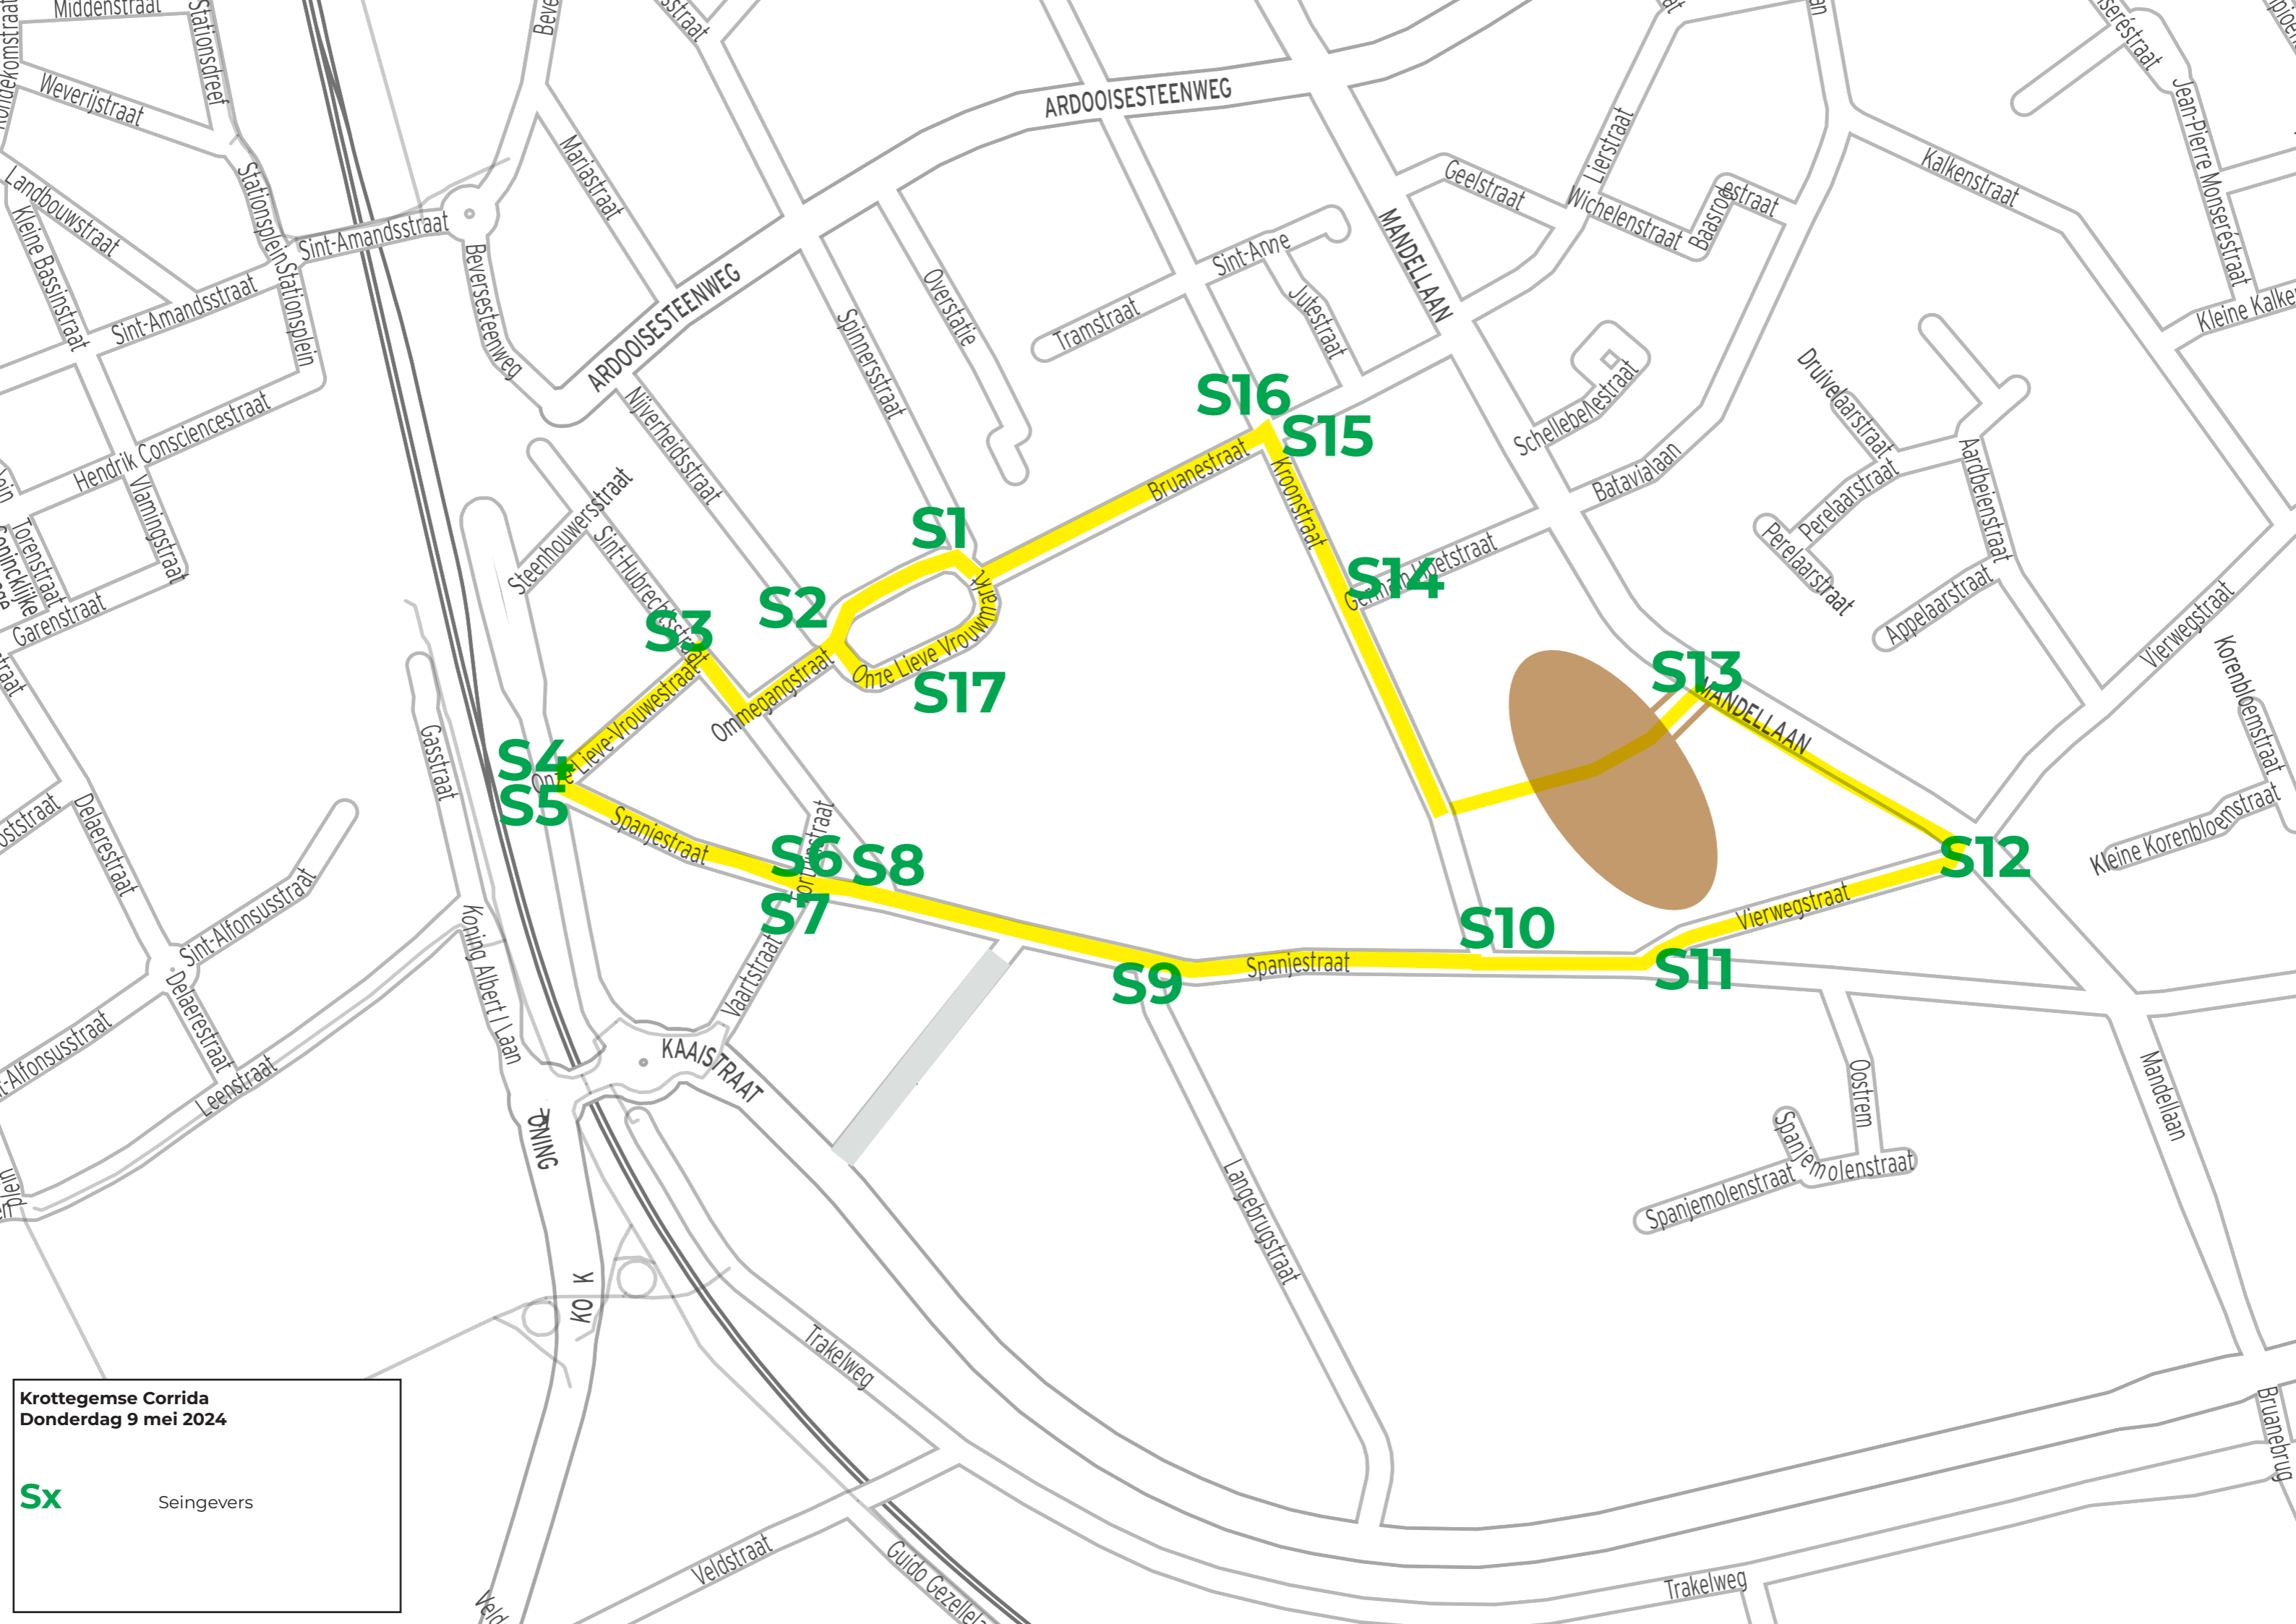 Middenstraat
Stationsdreef
Weverijstraat
Landbouwstraat
Kleine Bassinstraat
Stationsplein
Stationsplein
Sint-Amandsstraat
Sint-Amandsstraat
Beversesteenweg
Mariastraat
ARDOOISESTEENWEG
ARDOOISESTEENWEG
MANDELLAAN
Geelstraat
Lierstraat
Wichelenstraat
Kalkenstraat
Jean-Pierre Monseréstraat
Overstatie
Spinnersstraat
Tramstraat
Sint-Anne
Jutestraat
Schellebellestraat
Batavialaan
Druivelaarstraat
Perelaarstraat
Perelaarstraat
Aardbeienstraat
Appelaarstraat
Vierwegstraat
Korenbloemstraat
Kleine Korenbloemstraat
Hendrik Consciencestraat
Vlamingstraat
Torenstraat
Garenstraat
Nijverheidsstraat
Steenhouwersstraat
Sint-Hubrechtsstraat
S16
S15
Bruanestraat
Kroonstraat
S1
S2
S3
S14
Onze Lieve Vrouwmarkt
S17
Ommegangstraat
Onze-Lieve-Vrouwestraat
S4
S5
S13
MANDELLAAN
Gasstraat
Spanjestraat
S6
S8
S7
S12
Vierwegstraat
S10
S11
S9
Spanjestraat
Vaartstraat
Delaerestraat
Sint-Alfonsusstraat
Delaerestraat
Leenstraat
Koning Albert I Laan
KAAISTRAAT
Langebrugstraat
Oostrem
Spanjemolenstraat
Spanjemolenstraat
Mandellaan
Trakelweg
Veldstraat
Trakelweg
Bruanebrug
Krottegemse Corrida
Donderdag 9 mei 2024
Sx Seingevers